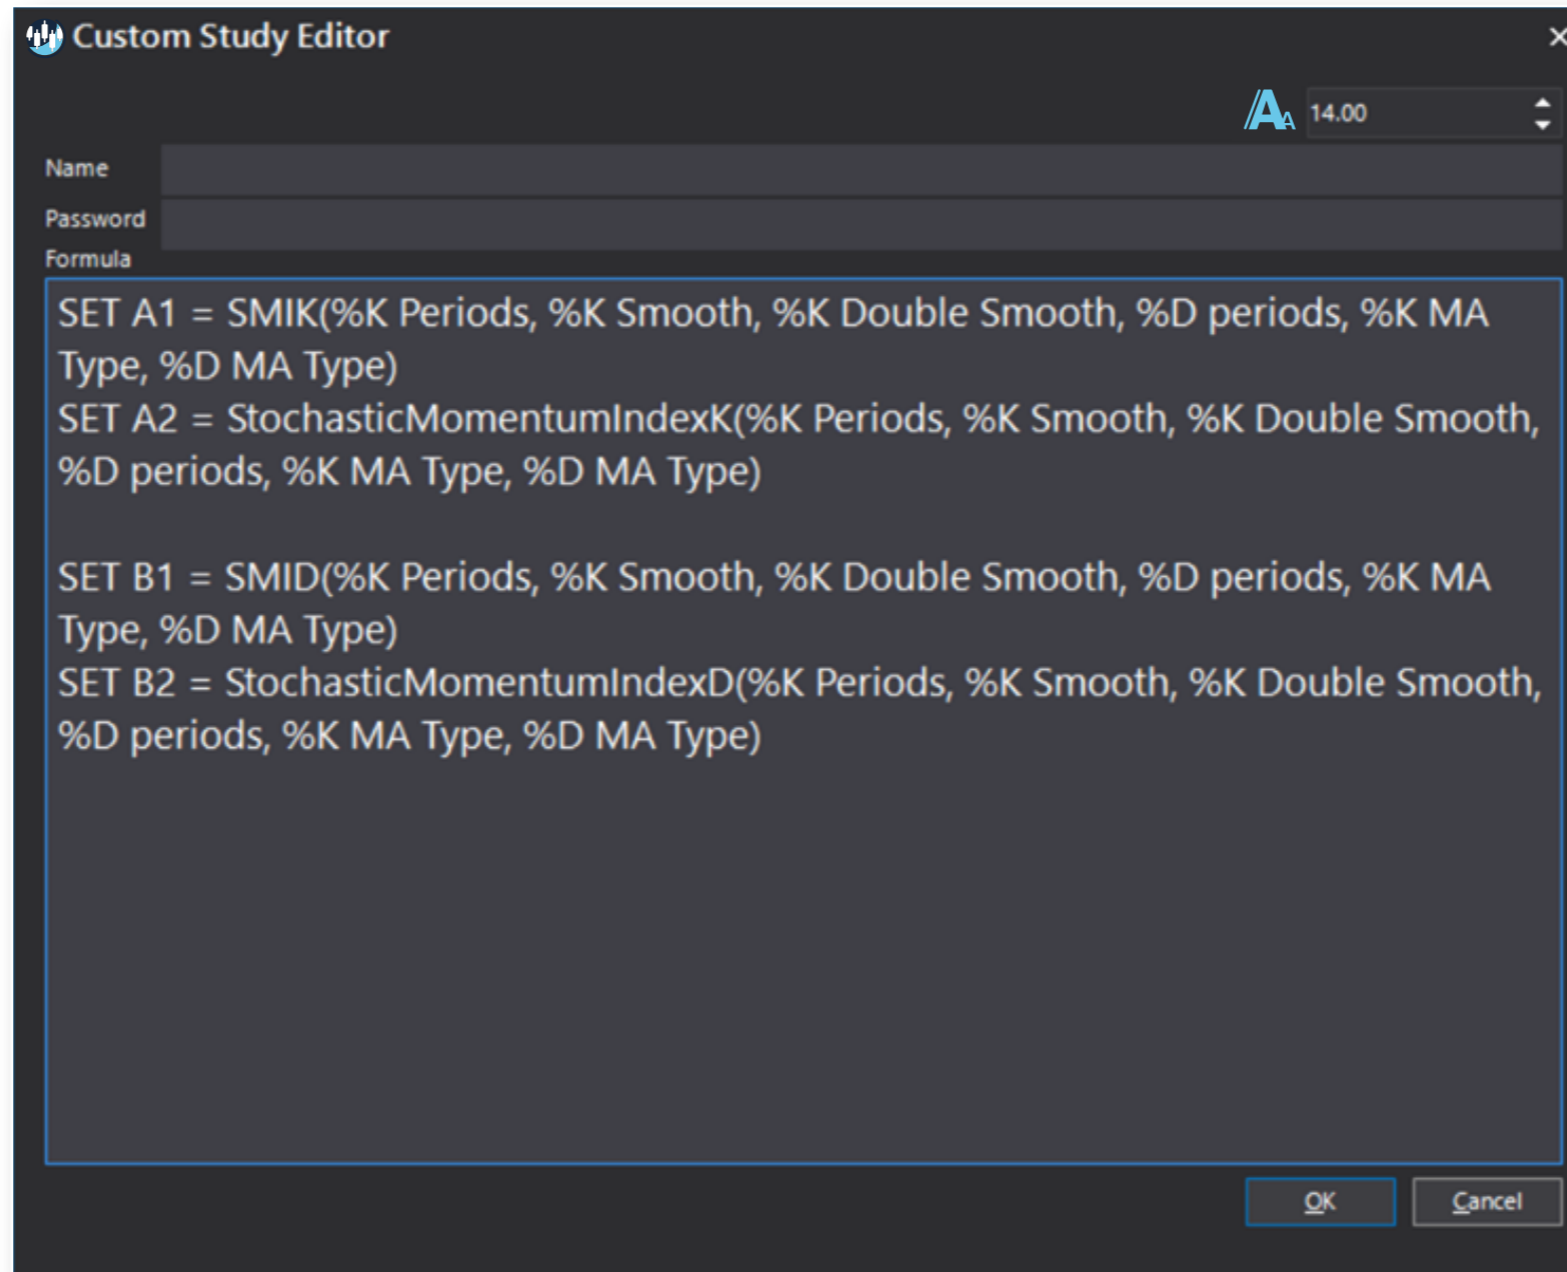 Custom Study Editor
14.00
Name
Password
Formula
SET A1 = SMIK(%K Periods, %K Smooth, %K Double Smooth, %D periods, %K MA
Type, %D MA Type)
SET A2 = StochasticMomentumIndexK(%K Periods, %K Smooth, %K Double Smooth,
%D periods, %K MA Type, %D MA Type)
SET B1 = SMID(%K Periods, %K Smooth, %K Double Smooth, %D periods, %K MA
Type, %D MA Type)
SET B2 = StochasticMomentumIndexD(%K Periods, %K Smooth, %K Double Smooth,
%D periods, %K MA Type, %D MA Type)
OK
Cancel